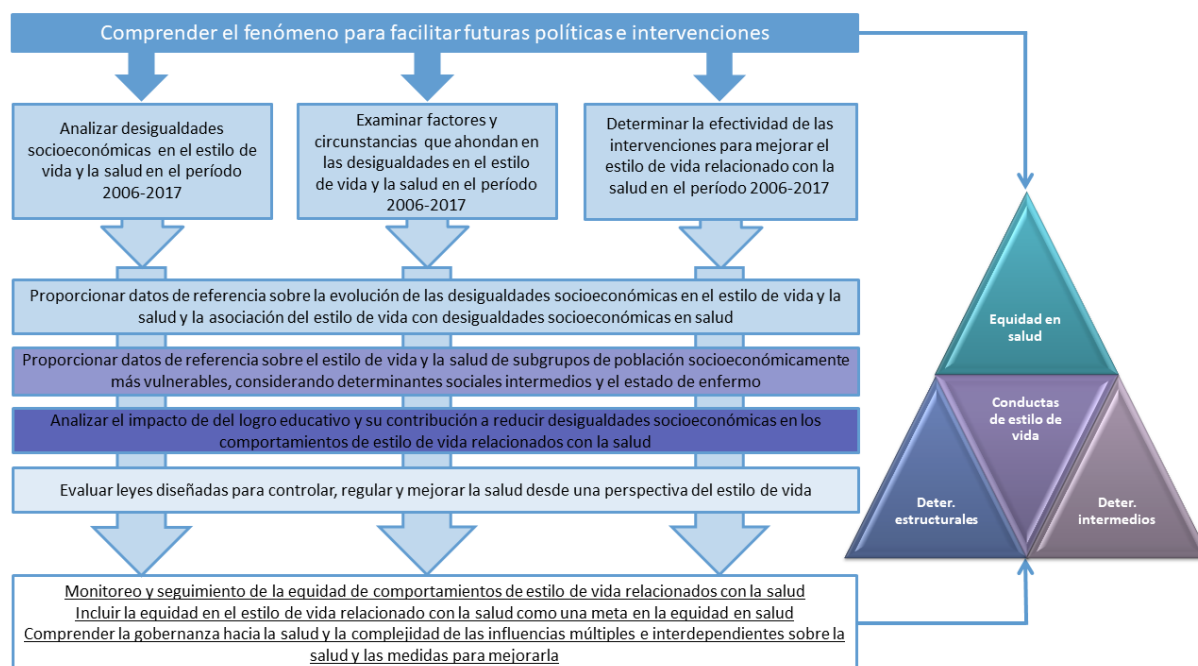 Comprender el fenómeno para facilitar futuras políticas e intervenciones
Analizar desigualdades
socioeconómicas en el estilo de
vida y la salud en el período
2006-2017
Examinar factores y
circunstancias que ahondan en
las desigualdades en el estilo
de vida y la salud en el período
2006-2017
Determinar la efectividad de las
intervenciones para mejorar el
estilo de vida relacionado con la
salud en el período 2006-2017
Proporcionar datos de referencia sobre la evolución de las desigualdades socioeconómicas en el estilo de vida y la
salud y la asociación del estilo de vida con desigualdades socioeconómicas en salud
Proporcionar datos de referencia sobre el estilo de vida y la salud de subgrupos de población socioeconómicamente
más vulnerables, considerando determinantes sociales intermedios y el estado de enfermo
Analizar el impacto de del logro educativo y su contribución a reducir desigualdades socioeconómicas en los
comportamientos de estilo de vida relacionados con la salud
Evaluar leyes diseñadas para controlar, regular y mejorar la salud desde una perspectiva del estilo de vida
Monitoreo y seguimiento de la equidad de comportamientos de estilo de vida relacionados con la salud
Incluir la equidad en el estilo de vida relacionado con la salud como una meta en la equidad en salud
Comprender la gobernanza hacia la salud y la complejidad de las influencias múltiples e interdependientes sobre la
salud y las medidas para mejorarla
Equidad en
salud
Conductas
de estilo de
vida
Deter.
estructurales
Deter.
intermedios